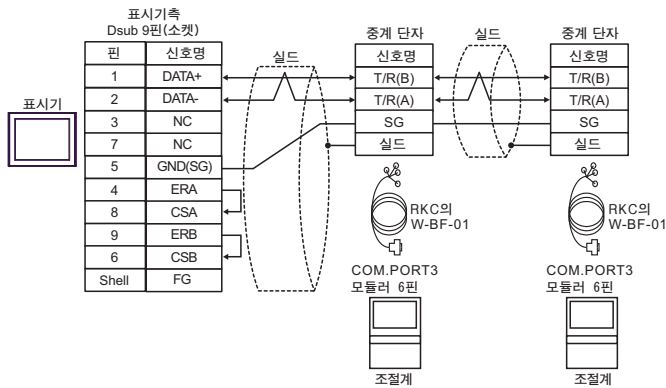 표시기측
Dsub 9핀(소켓)
핀 신호명
1 DATA+
2 DATA-
3 NC
7 NC
5 GND(SG)
4 ERA
8 CSA
9 ERB
6 CSB
Shell FG
표시기
실드
중계 단자
신호명
T/R(B)
T/R(A)
SG
실드
실드
중계 단자
신호명
T/R(B)
T/R(A)
SG
실드
RKC의
W-BF-01
COM.PORT3
모듈러 6핀
조절계
RKC의
W-BF-01
COM.PORT3
모듈러 6핀
조절계